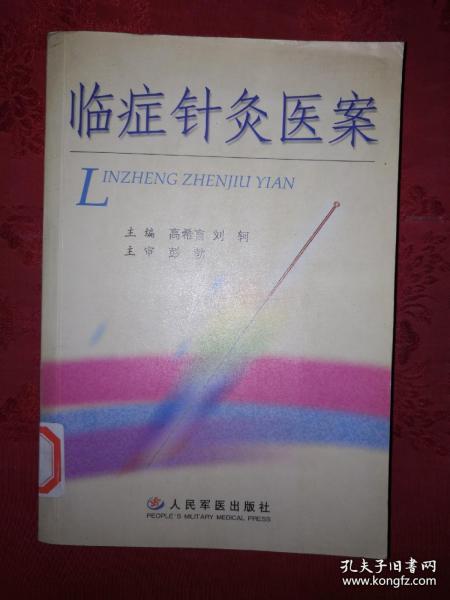 临症针灸医案
LINZHENG ZHENJIU YIAN
主编 高希言 刘轲
主审 彭勃
人民军医出版社
PEOPLE'S MILITARY MEDICAL PRESS
孔夫子旧书网
www.kongfz.com